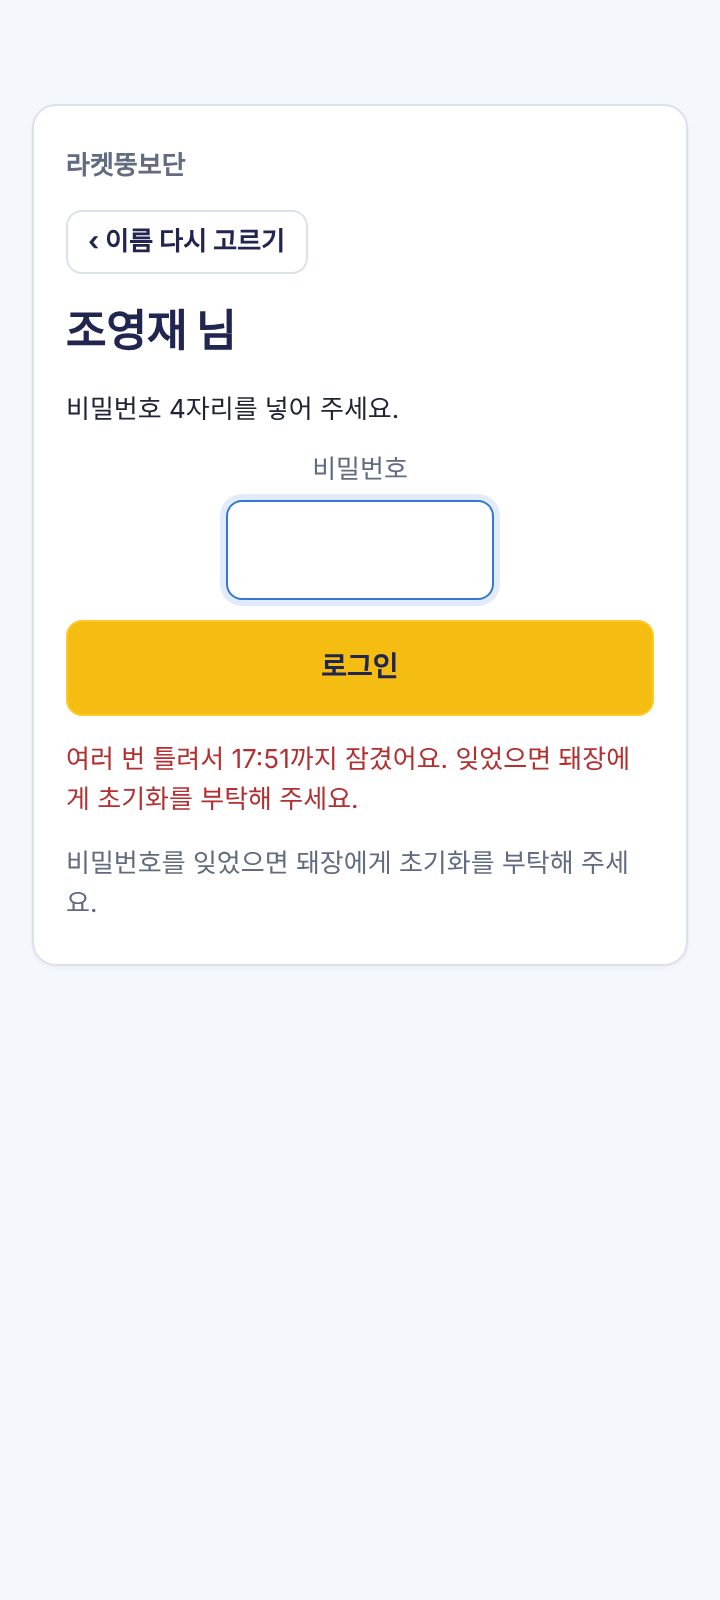 라켓뚱보단
‹ 이름 다시 고르기
조영재 님
비밀번호 4자리를 넣어 주세요.
비밀번호
로그인
여러 번 틀려서 17:51까지 잠겼어요. 잊었으면 돼장에
게 초기화를 부탁해 주세요.
비밀번호를 잊었으면 돼장에게 초기화를 부탁해 주세
요.